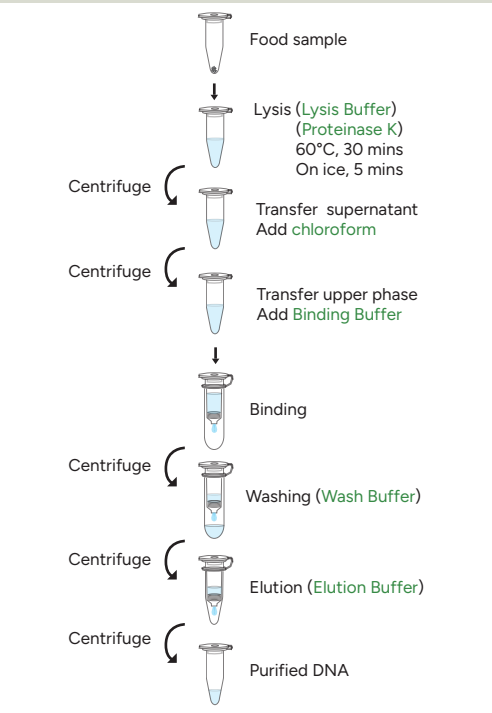 Food sample
Lysis (Lysis Buffer)
(Proteinase K)
60°C, 30 mins
On ice, 5 mins
Centrifuge
Transfer supernatant
Add chloroform
Centrifuge
Transfer upper phase
Add Binding Buffer
Binding
Centrifuge
Washing (Wash Buffer)
Centrifuge
Elution (Elution Buffer)
Centrifuge
Purified DNA